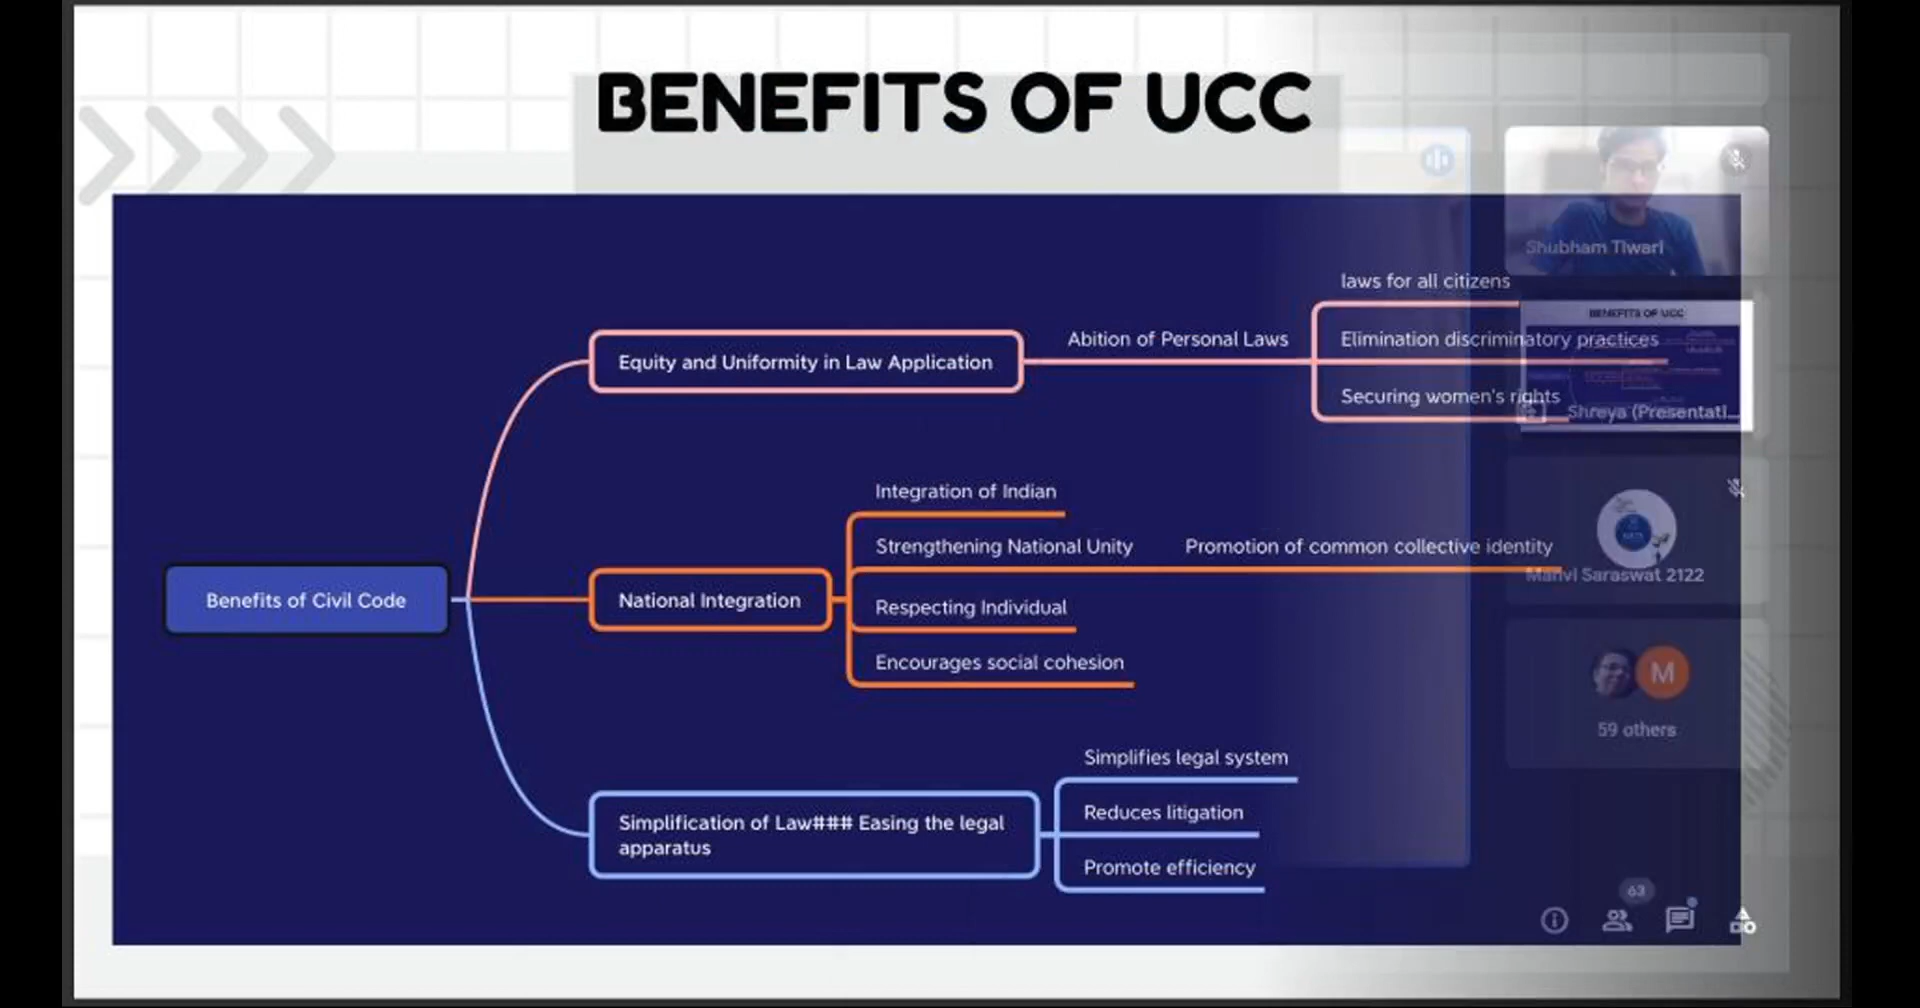 BENEFITS OF UCC
Shubham Tiwari
laws for all citizens
BENEFITS OF UCC
Abition of Personal Laws
Elimination discriminatory practices
Equity and Uniformity in Law Application
Securing women's rights
Shreya (Presentati...
Integration of Indian
Strengthening National Unity
Promotion of common collective identity
Manvi Saraswat 2122
Benefits of Civil Code
National Integration
Respecting Individual
Encourages social cohesion
M
59 others
Simplifies legal system
Simplification of Law### Easing the legal
apparatus
Reduces litigation
Promote efficiency
63